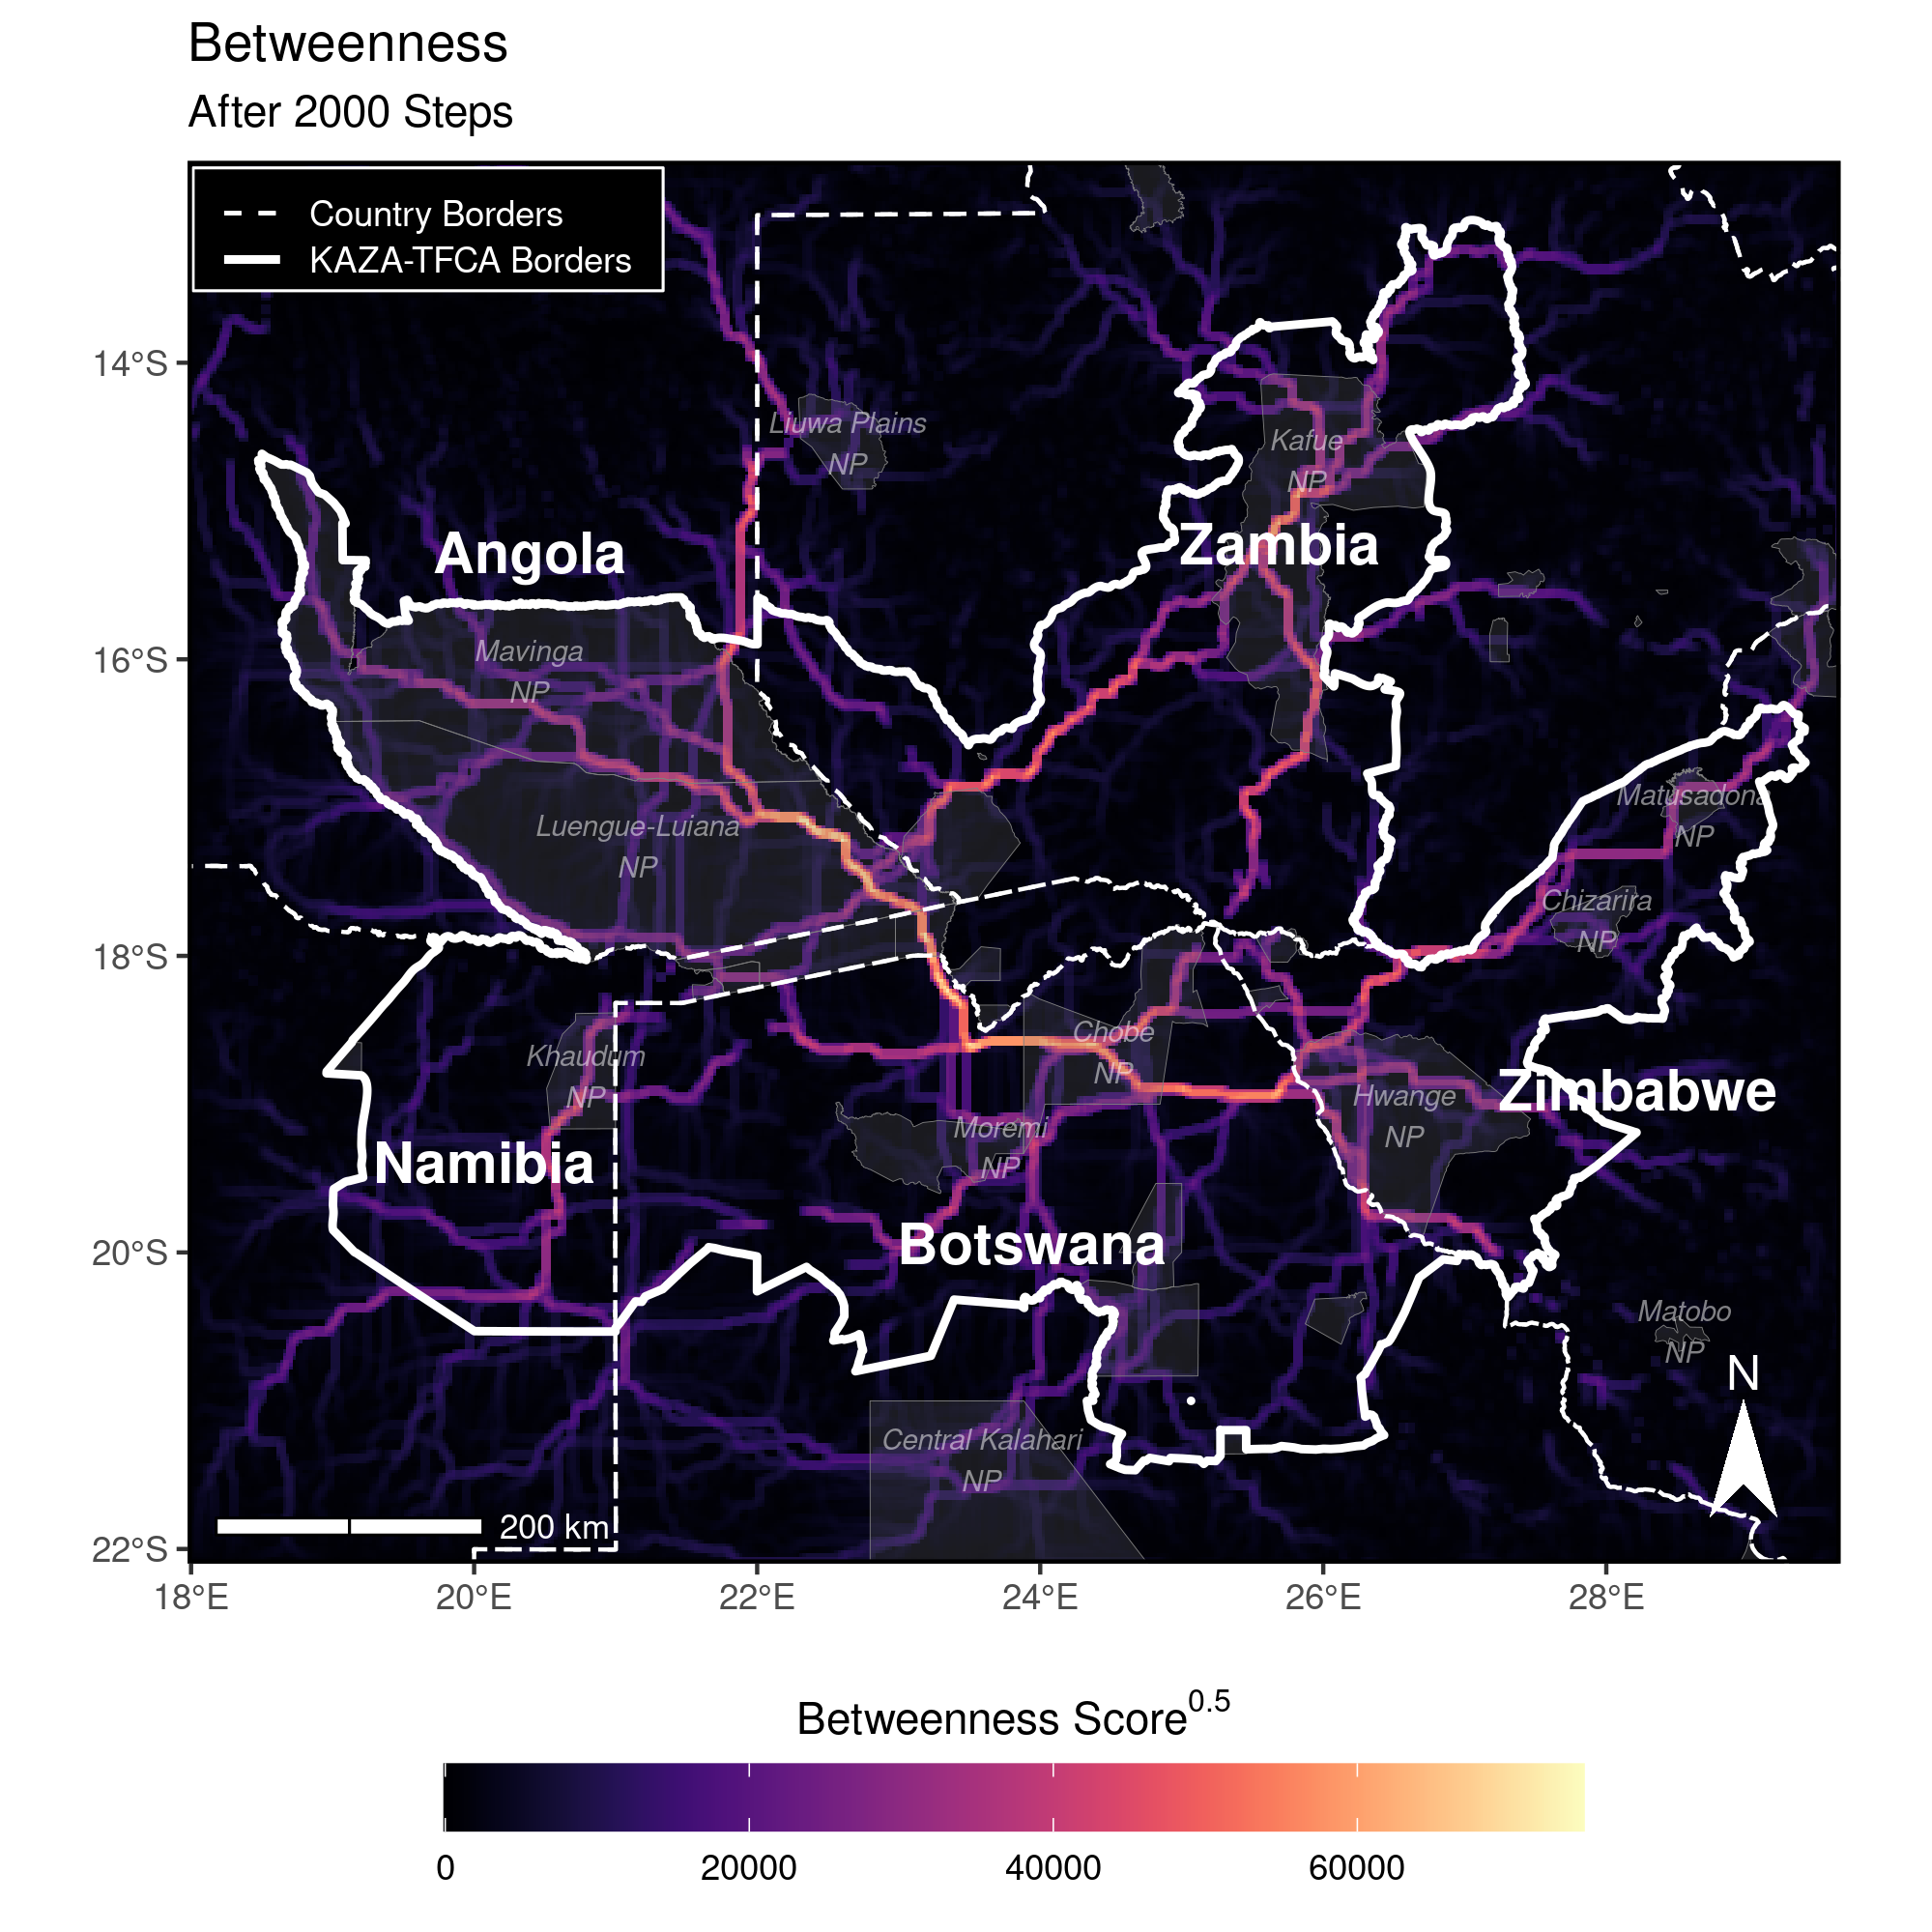 Betweenness
After 2000 Steps
Country Borders
KAZA-TFCA Borders
14°S
16°S
18°S
20°S
22°S
Liuwa Plains
NP
Kafue
NP
Angola
Zambia
Mavinga
NP
Luengue-Luiana
NP
Matusadona
NP
Chizarira
NP
Khaudum
NP
Chobe
NP
Hwange
NP
Zimbabwe
Moremi
NP
Namibia
Botswana
Matobo
NP
N
Central Kalahari
NP
200 km
18°E
20°E
22°E
24°E
26°E
28°E
Betweenness Score^0.5
0
20000
40000
60000